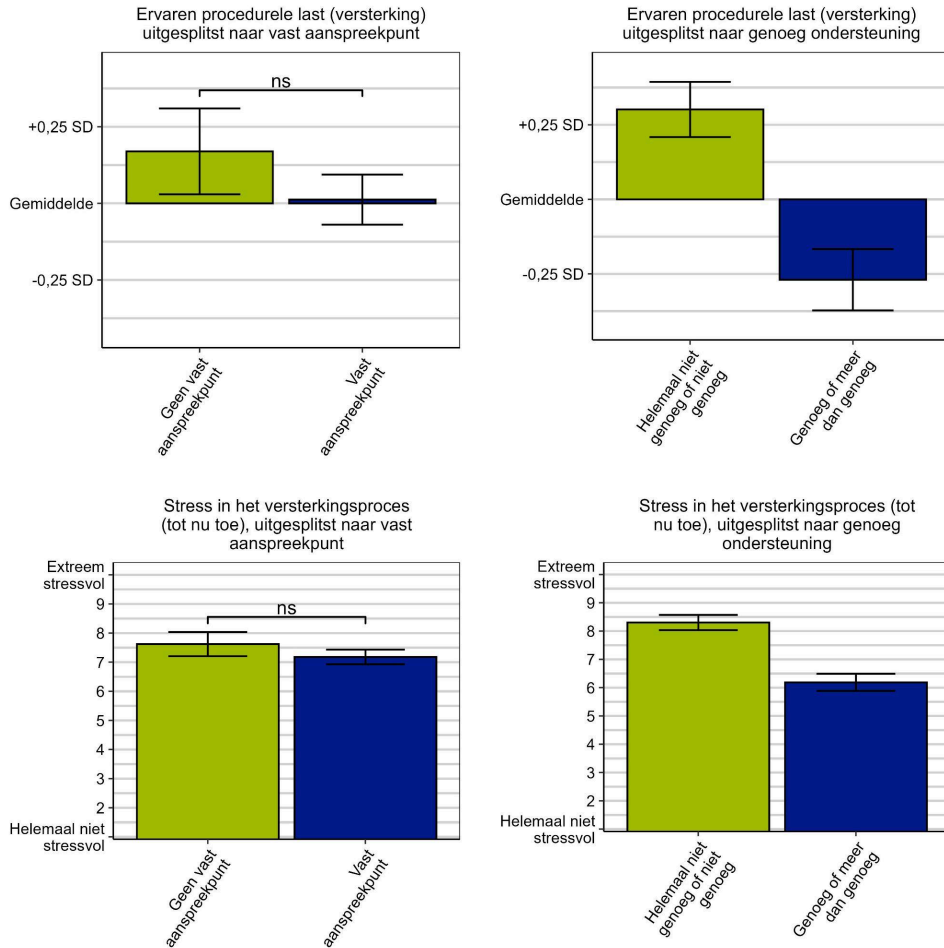 Ervaren procedurele last (versterking)
uitgesplitst naar vast aanspreekpunt
ns
+0,25 SD
Gemiddelde
-0,25 SD
Geen vast
aanspreekpunt
Vast
aanspreekpunt
Ervaren procedurele last (versterking)
uitgesplitst naar genoeg ondersteuning
+0,25 SD
Gemiddelde
-0,25 SD
Helemaal niet
genoeg of niet
genoeg
Genoeg of meer
dan genoeg
Stress in het versterkingsproces
(tot nu toe), uitgesplitst naar vast
aanspreekpunt
Extreem
stressvol
9
ns
8
7
6
5
4
3
2
Helemaal niet
stressvol
Geen vast
aanspreekpunt
Vast
aanspreekpunt
Stress in het versterkingsproces (tot
nu toe), uitgesplitst naar genoeg
ondersteuning
Extreem
stressvol
9
8
7
6
5
4
3
2
Helemaal niet
stressvol
Helemaal niet
genoeg of niet
genoeg
Genoeg of meer
dan genoeg